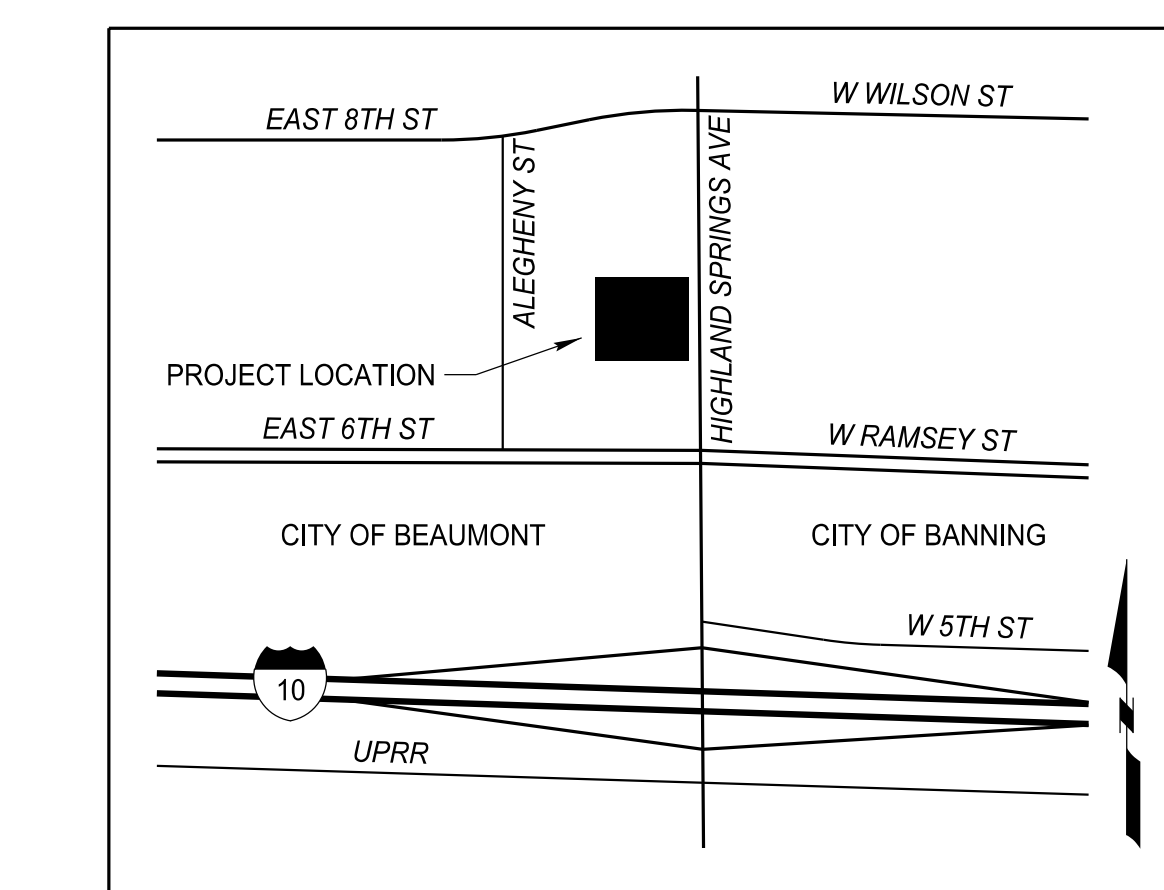 W WILSON ST
EAST 8TH ST
ALEGHENY ST
HIGHLAND SPRINGS AVE
PROJECT LOCATION
EAST 6TH ST
W RAMSEY ST
CITY OF BEAUMONT
CITY OF BANNING
W 5TH ST
10
N
UPRR